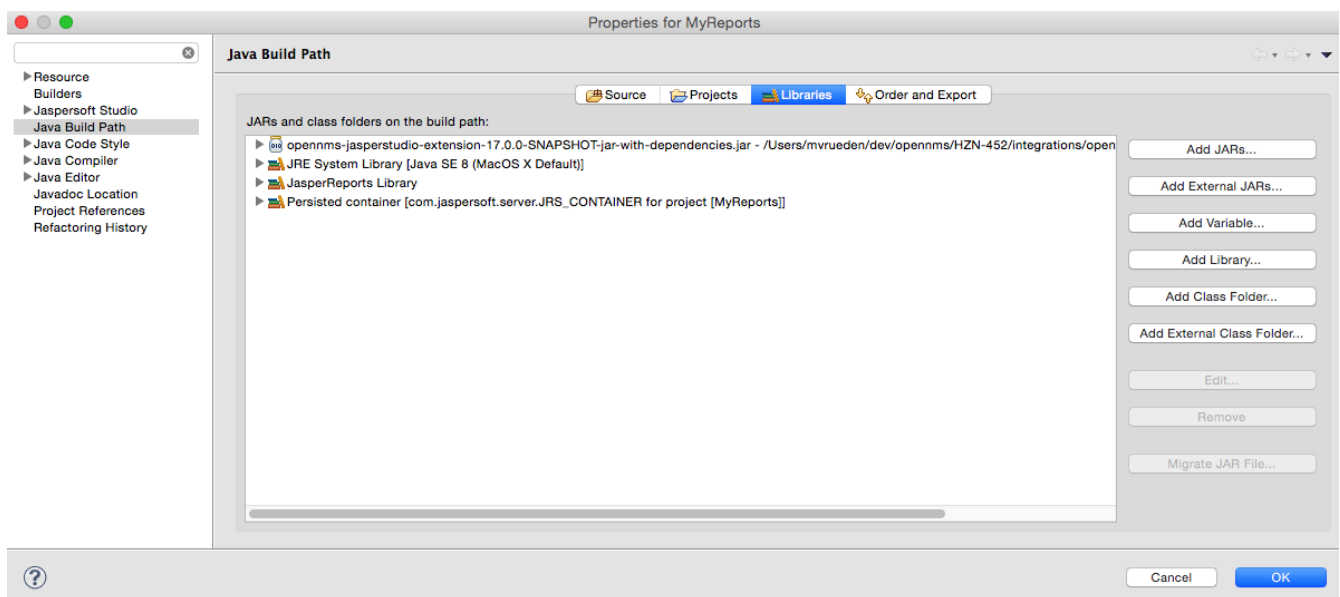 Properties for MyReports
Java Build Path
Resource
Builders
Jaspersoft Studio
Java Build Path
Java Code Style
Java Compiler
Java Editor
Javadoc Location
Project References
Refactoring History
Source Projects Libraries Order and Export
JARs and class folders on the build path:
opennms-jasperstudio-extension-17.0.0-SNAPSHOT-jar-with-dependencies.jar - /Users/mvrueden/dev/opennms/HZN-452/integrations/open
JRE System Library [Java SE 8 (MacOS X Default)]
JasperReports Library
Persisted container [com.jaspersoft.server.JRS_CONTAINER for project [MyReports]]
Add JARs...
Add External JARs...
Add Variable...
Add Library...
Add Class Folder...
Add External Class Folder...
Edit...
Remove
Migrate JAR File...
?
Cancel OK